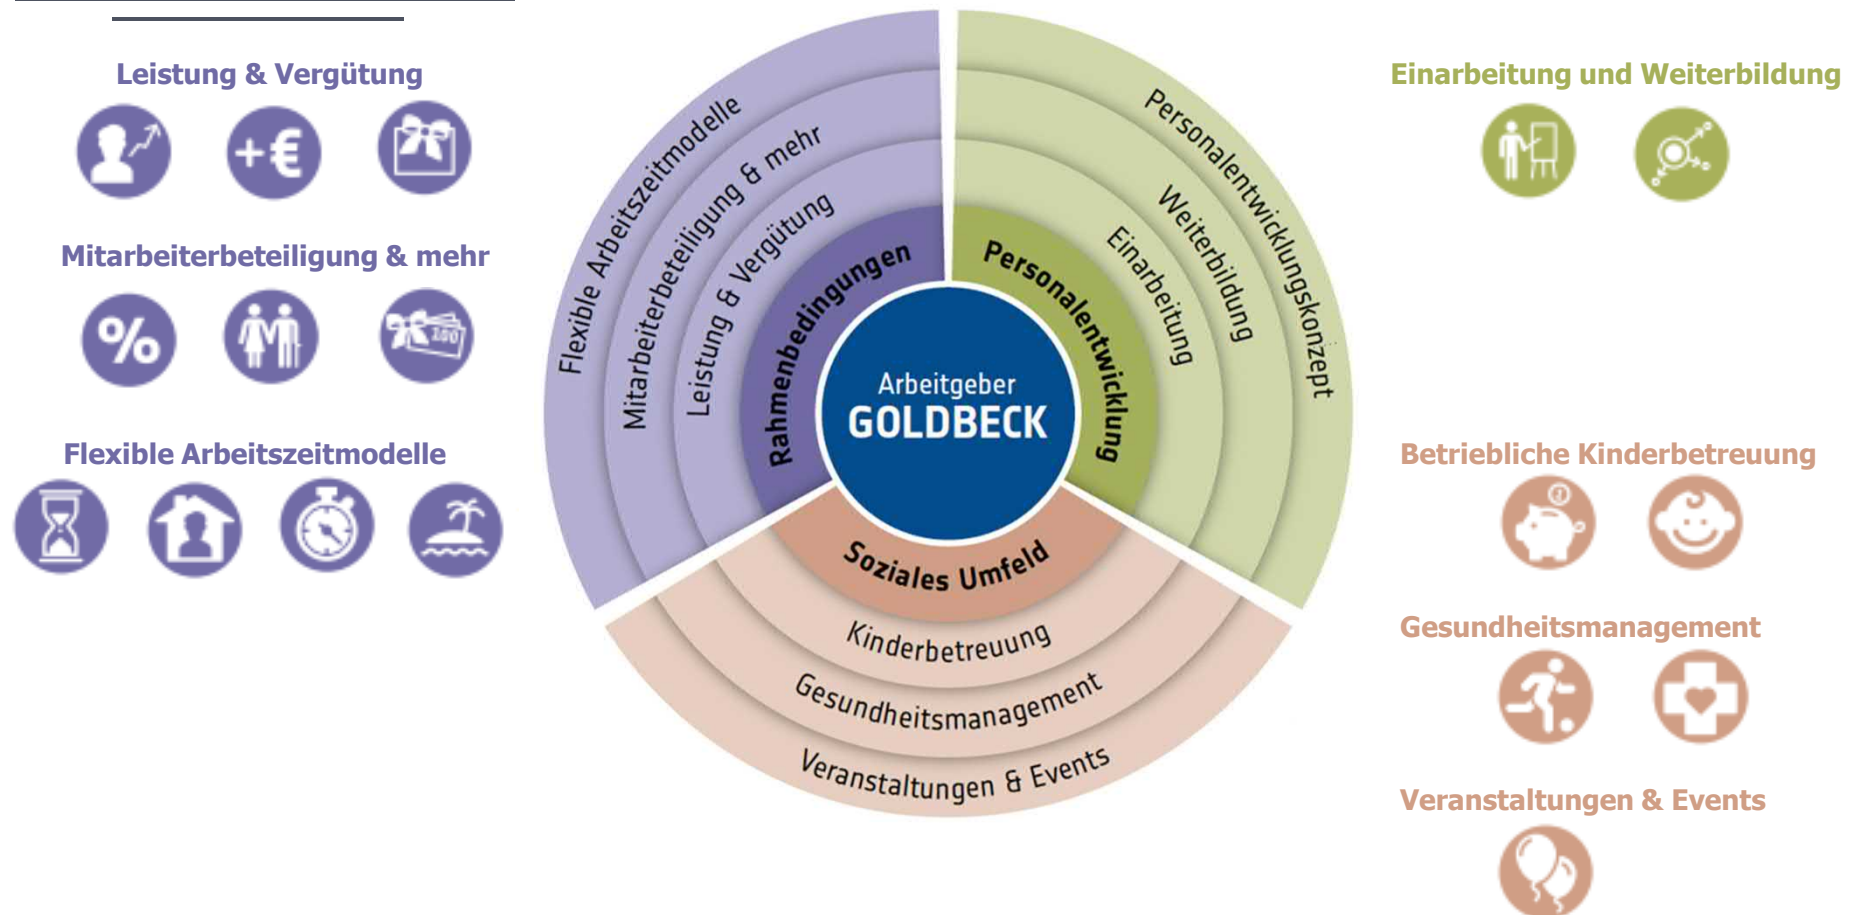 Leistung & Vergütung
+€
Mitarbeiterbeteiligung & mehr
%
100
Flexible Arbeitszeitmodelle
Flexible Arbeitszeitmodelle
Mitarbeiterbeteiligung & mehr
Leistung & Vergütung
Rahmenbedingungen
Personalentwicklungskonzept
Weiterbildung
Einarbeitung
Personalentwicklung
Arbeitgeber
GOLDBECK
Soziales Umfeld
Kinderbetreuung
Gesundheitsmanagement
Veranstaltungen & Events
Einarbeitung und Weiterbildung
Betriebliche Kinderbetreuung
Gesundheitsmanagement
Veranstaltungen & Events